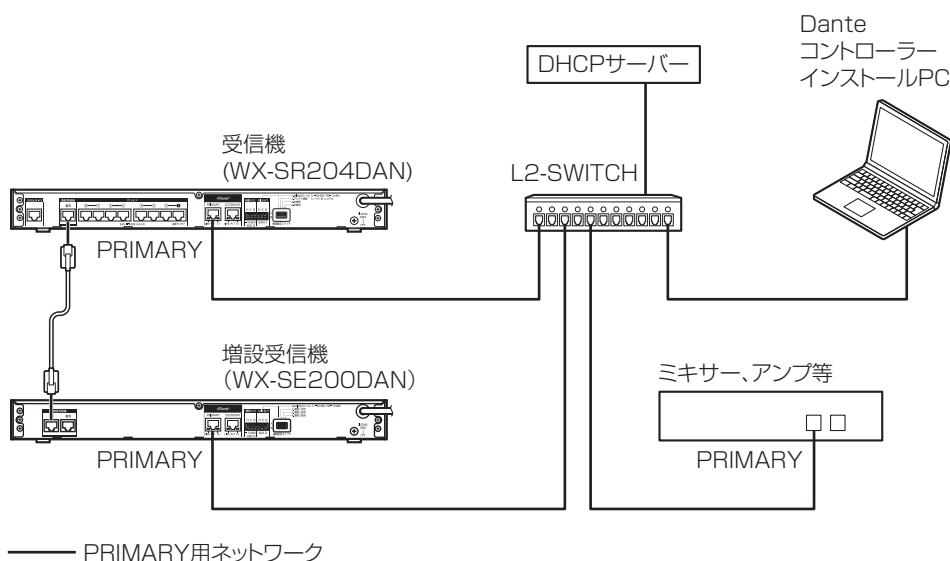 Dante
コントローラー
インストールPC
DHCPサーバー
受信機
(WX-SR204DAN)
L2-SWITCH
PRIMARY
増設受信機
(WX-SE200DAN)
ミキサー、アンプ等
PRIMARY
PRIMARY
PRIMARY用ネットワーク